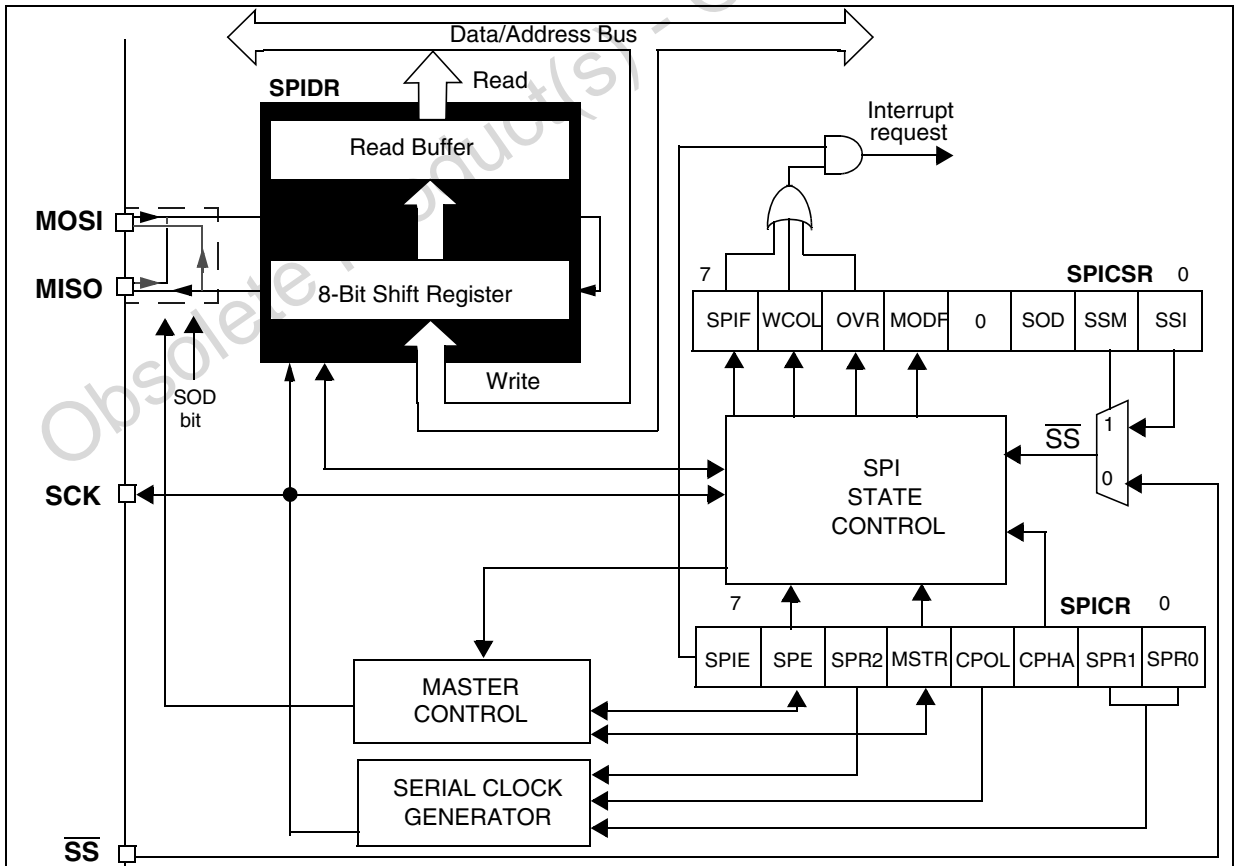 Data/Address Bus
SPIDR
Read
Read Buffer
8-Bit Shift Register
Write
Interrupt
request
MOSI
MISO
SOD
bit
SCK
SS
7 SPICSR 0
SPIF WCOL OVR MODF 0 SOD SSM SSI
SS
1
0
SPI
STATE
CONTROL
7 SPICR 0
SPIE SPE SPR2 MSTR CPOL CPHA SPR1 SPR0
MASTER
CONTROL
SERIAL CLOCK
GENERATOR
Obsolete Product(s) -